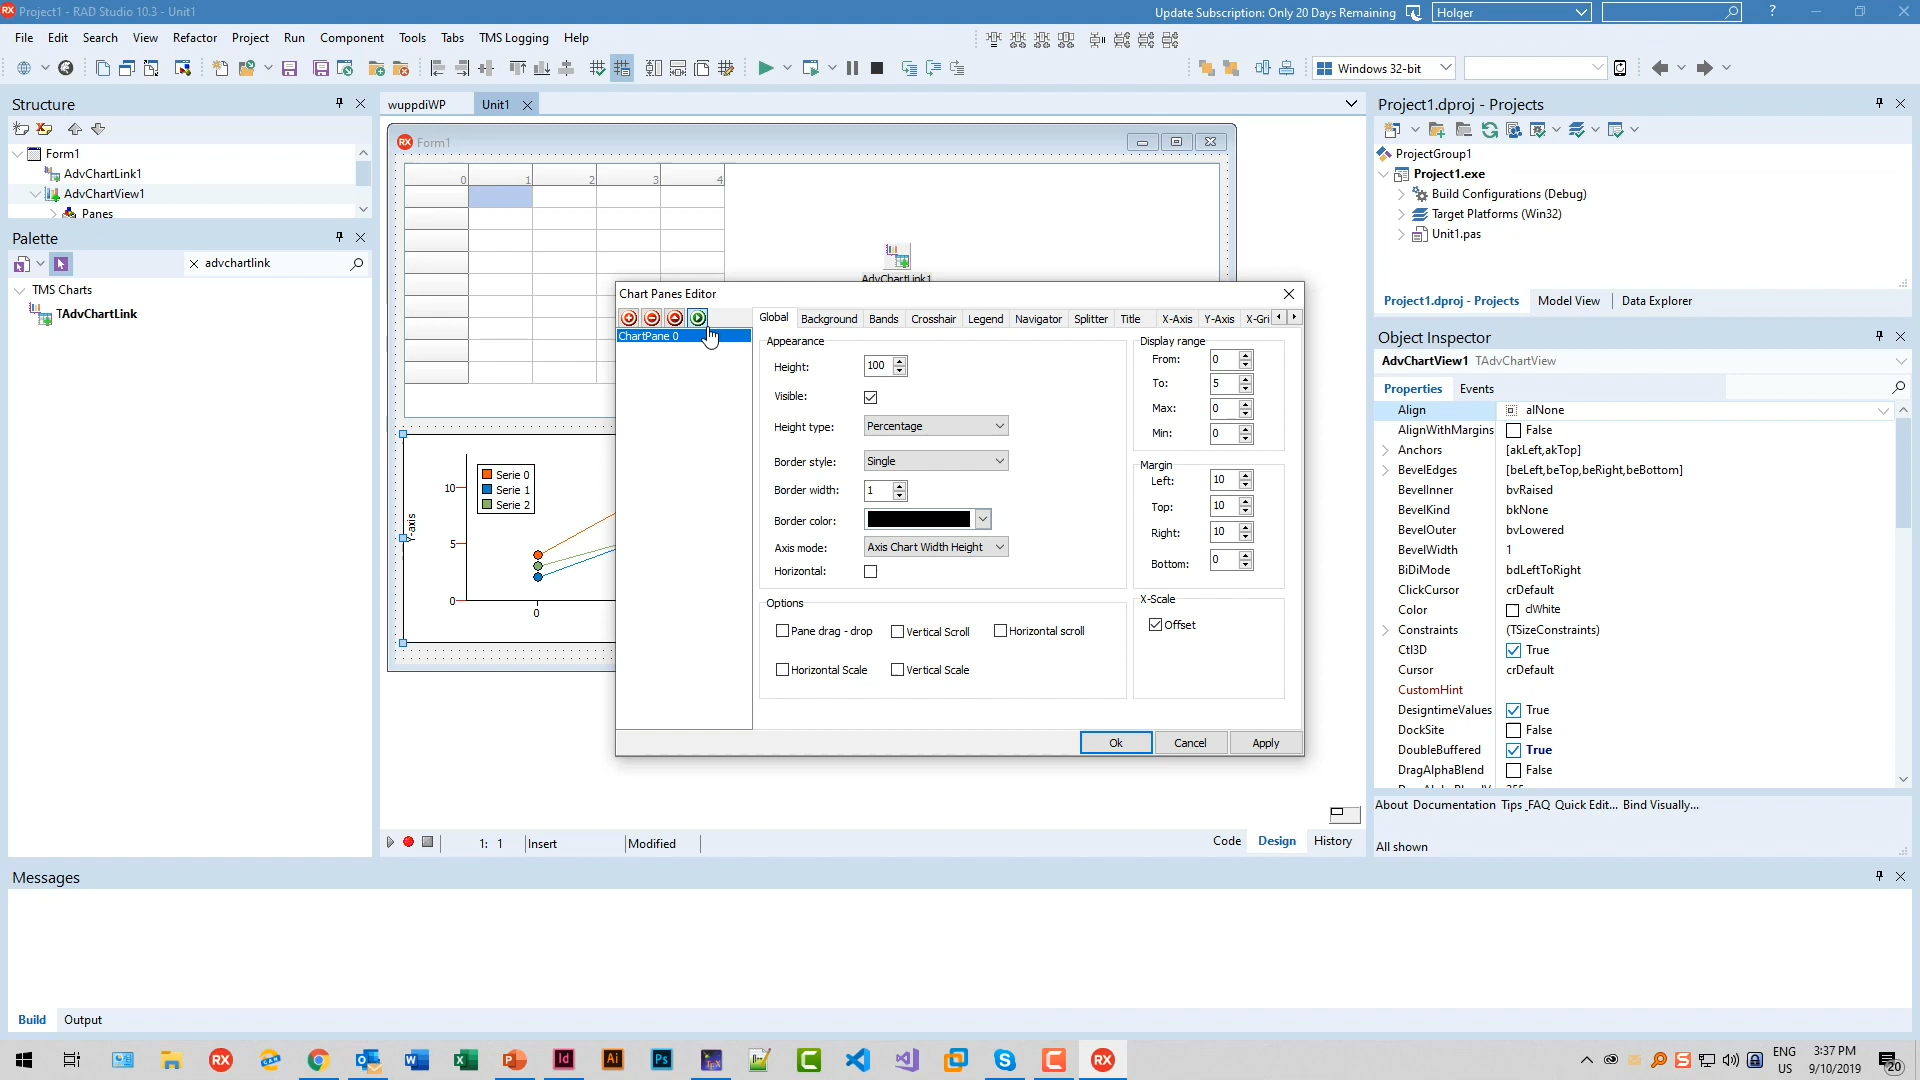 Project1 - RAD Studio 10.3 - Unit1
Update Subscription: Only 20 Days Remaining
Holger
?
File Edit Search View Refactor Project Run Component Tools Tabs TMS Logging Help
Windows 32-bit
Structure
Form1
AdvChartLink1
AdvChartView1
Panes
Palette
advchartlink
TMS Charts
TAdvChartLink
wuppdiWP
Unit1
Form1
0 1 2 3 4
AdvChartLink1
Y-axis
10
5
0
0
Serie 0
Serie 1
Serie 2
Chart Panes Editor
ChartPane 0
Global Background Bands Crosshair Legend Navigator Splitter Title X-Axis Y-Axis X-Gri
Appearance
Height: 100
Visible:
Height type: Percentage
Border style: Single
Border width: 1
Border color:
Axis mode: Axis Chart Width Height
Horizontal:
Options
Pane drag - drop Vertical Scroll Horizontal scroll
Horizontal Scale Vertical Scale
Display range
From: 0
To: 5
Max: 0
Min: 0
Margin
Left: 10
Top: 10
Right: 10
Bottom: 0
X-Scale
Offset
Ok Cancel Apply
1: 1 Insert Modified
Code Design History
Project1.dproj - Projects
ProjectGroup1
Project1.exe
Build Configurations (Debug)
Target Platforms (Win32)
Unit1.pas
Project1.dproj - Projects Model View Data Explorer
Object Inspector
AdvChartView1 TAdvChartView
Properties Events
Align alNone
AlignWithMargins False
Anchors [akLeft,akTop]
BevelEdges [beLeft,beTop,beRight,beBottom]
BevelInner bvRaised
BevelKind bkNone
BevelOuter bvLowered
BevelWidth 1
BiDiMode bdLeftToRight
ClickCursor crDefault
Color clWhite
Constraints (TSizeConstraints)
Ctl3D True
Cursor crDefault
CustomHint
DesigntimeValues True
DockSite False
DoubleBuffered True
DragAlphaBlend False
About Documentation Tips _FAQ Quick Edit... Bind Visually...
All shown
Messages
Build Output
ENG
US
3:37 PM
9/10/2019
20